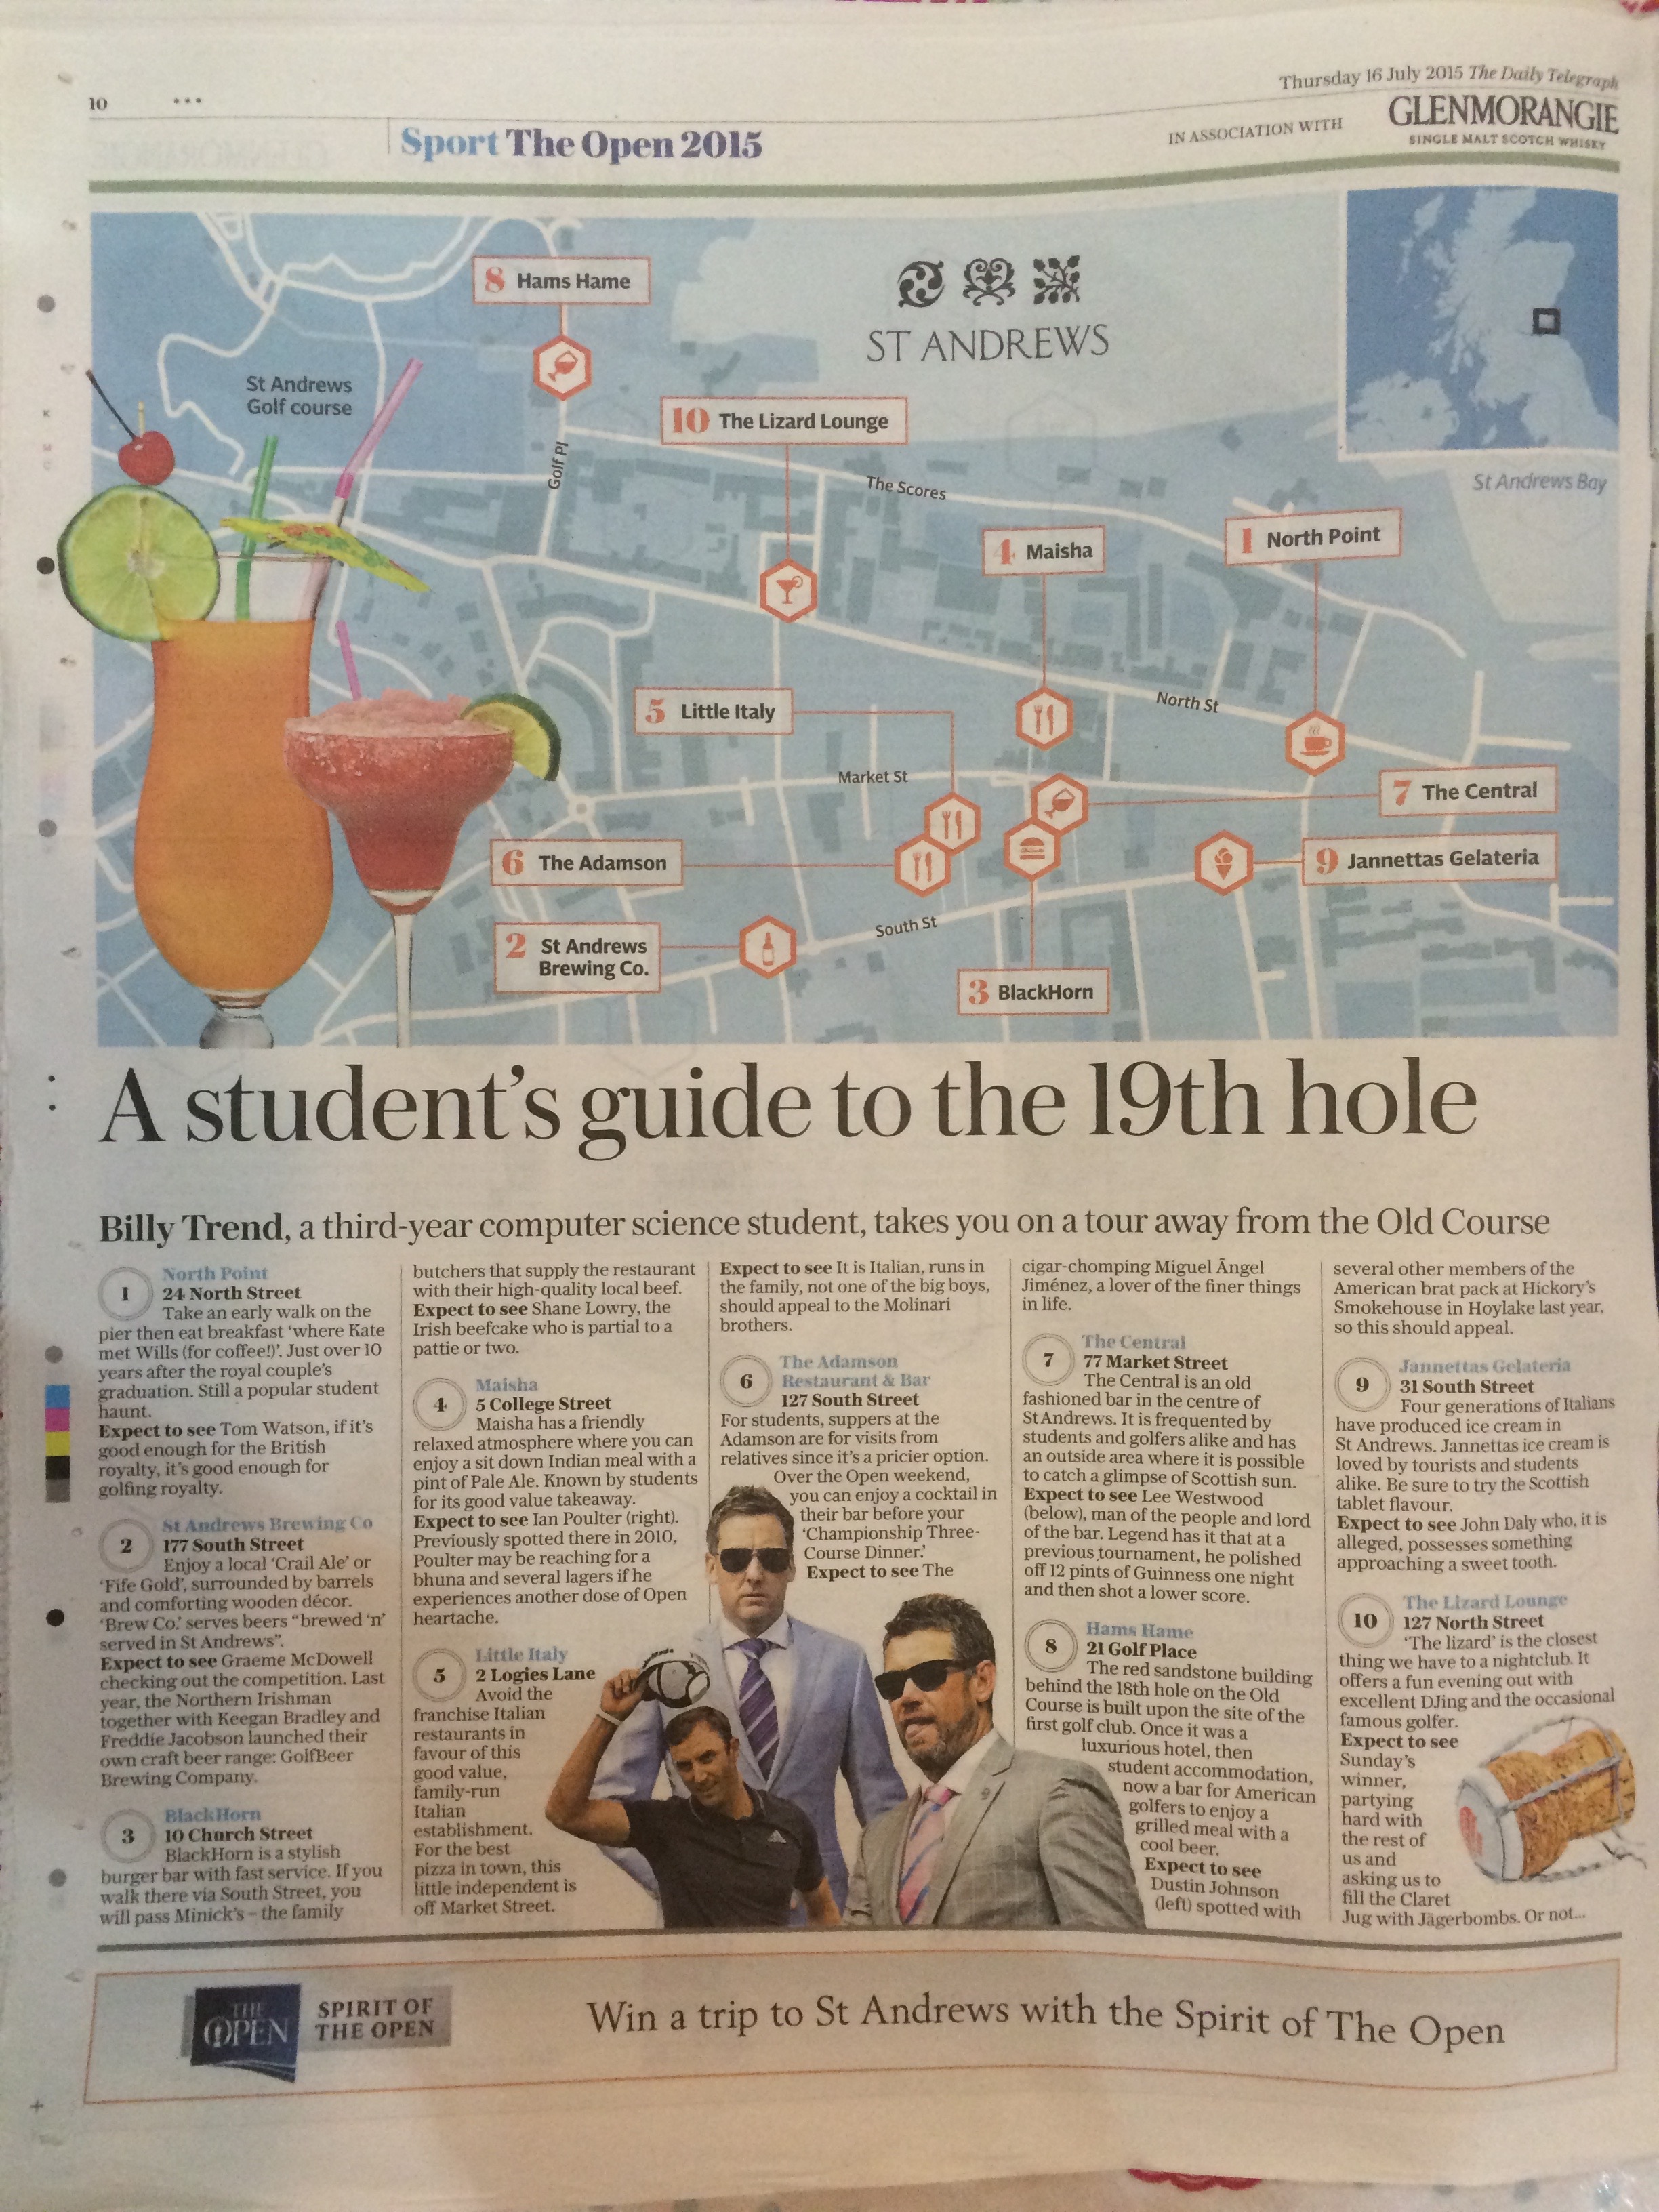 10
...
Thursday 16 July 2015 The Daily Telegraph
Sport The Open 2015
IN ASSOCIATION WITH
GLENMORANGIE
SINGLE MALT SCOTCH WHISKY
8 Hams Hame
ST ANDREWS
St Andrews
Golf course
10 The Lizard Lounge
Golf Pl
The Scores
St Andrews Bay
4 Maisha
1 North Point
5 Little Italy
North St
Market St
7 The Central
6 The Adamson
9 Jannettas Gelateria
South St
2 St Andrews
Brewing Co.
3 BlackHorn
A student's guide to the 19th hole
Billy Trend, a third-year computer science student, takes you on a tour away from the Old Course
1
North Point
24 North Street
Take an early walk on the
pier then eat breakfast ‘where Kate
met Wills (for coffee!)’. Just over 10
years after the royal couple’s
graduation. Still a popular student
haunt.
Expect to see Tom Watson, if it’s
good enough for the British
royalty, it’s good enough for
golfing royalty.
2
St Andrews Brewing Co
177 South Street
Enjoy a local ‘Crail Ale’ or
‘Fife Gold’, surrounded by barrels
and comforting wooden décor.
‘Brew Co.’ serves beers “brewed ‘n’
served in St Andrews”.
Expect to see Graeme McDowell
checking out the competition. Last
year, the Northern Irishman
together with Keegan Bradley and
Freddie Jacobson launched their
own craft beer range: GolfBeer
Brewing Company.
3
BlackHorn
10 Church Street
BlackHorn is a stylish
burger bar with fast service. If you
walk there via South Street, you
will pass Minick’s – the family
butchers that supply the restaurant
with their high-quality local beef.
Expect to see Shane Lowry, the
Irish beefcake who is partial to a
pattie or two.
4
Maisha
5 College Street
Maisha has a friendly
relaxed atmosphere where you can
enjoy a sit down Indian meal with a
pint of Pale Ale. Known by students
for its good value takeaway.
Expect to see Ian Poulter (right).
Previously spotted there in 2010,
Poulter may be reaching for a
bhuna and several lagers if he
experiences another dose of Open
heartache.
5
Little Italy
2 Logies Lane
Avoid the
franchise Italian
restaurants in
favour of this
good value,
family-run
Italian
establishment.
For the best
pizza in town, this
little independent is
off Market Street.
Expect to see It is Italian, runs in
the family, not one of the big boys,
should appeal to the Molinari
brothers.
6
The Adamson
Restaurant & Bar
127 South Street
For students, suppers at the
Adamson are for visits from
relatives since it’s a pricier option.
Over the Open weekend,
you can enjoy a cocktail in
their bar before your
‘Championship Three-
Course Dinner.’
Expect to see The
cigar-chomping Miguel Ángel
Jiménez, a lover of the finer things
in life.
7
The Central
77 Market Street
The Central is an old
fashioned bar in the centre of
St Andrews. It is frequented by
students and golfers alike and has
an outside area where it is possible
to catch a glimpse of Scottish sun.
Expect to see Lee Westwood
(below), man of the people and lord
of the bar. Legend has it that at a
previous tournament, he polished
off 12 pints of Guinness one night
and then shot a lower score.
8
Hams Hame
21 Golf Place
The red sandstone building
behind the 18th hole on the Old
Course is built upon the site of the
first golf club. Once it was a
luxurious hotel, then
student accommodation,
now a bar for American
golfers to enjoy a
grilled meal with a
cool beer.
Expect to see
Dustin Johnson
(left) spotted with
several other members of the
American brat pack at Hickory’s
Smokehouse in Hoylake last year,
so this should appeal.
9
Jannettas Gelateria
31 South Street
Four generations of Italians
have produced ice cream in
St Andrews. Jannettas ice cream is
loved by tourists and students
alike. Be sure to try the Scottish
tablet flavour.
Expect to see John Daly who, it is
alleged, possesses something
approaching a sweet tooth.
10
The Lizard Lounge
127 North Street
‘The lizard’ is the closest
thing we have to a nightclub. It
offers a fun evening out with
excellent DJing and the occasional
famous golfer.
Expect to see
Sunday’s
winner,
partying
hard with
the rest of
us and
asking us to
fill the Claret
Jug with Jägerbombs. Or not...
THE
OPEN
SPIRIT OF
THE OPEN
Win a trip to St Andrews with the Spirit of The Open